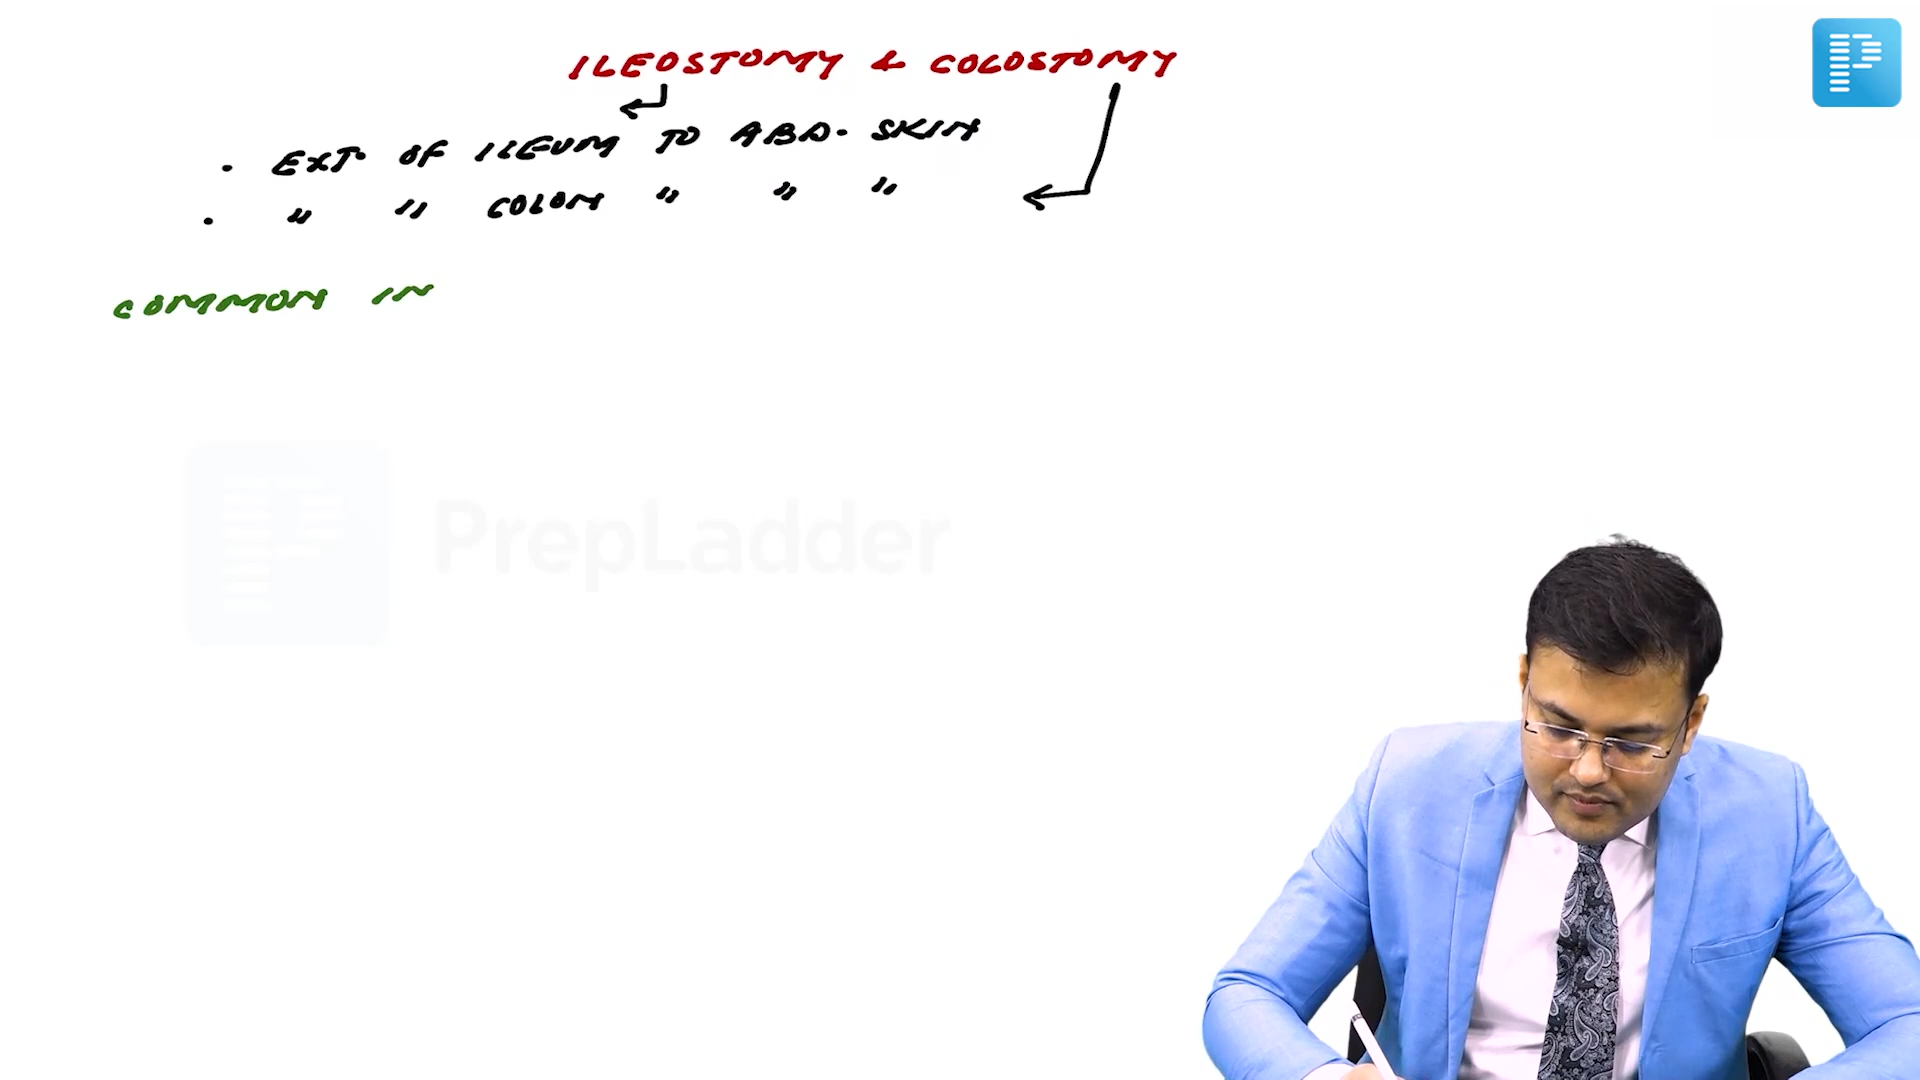 ILEOSTOMY & COLOSTOMY
. EXT. OF ILEUM TO ABD. SKIN
. " " COLON " " "
COMMON IN
PrepLadder